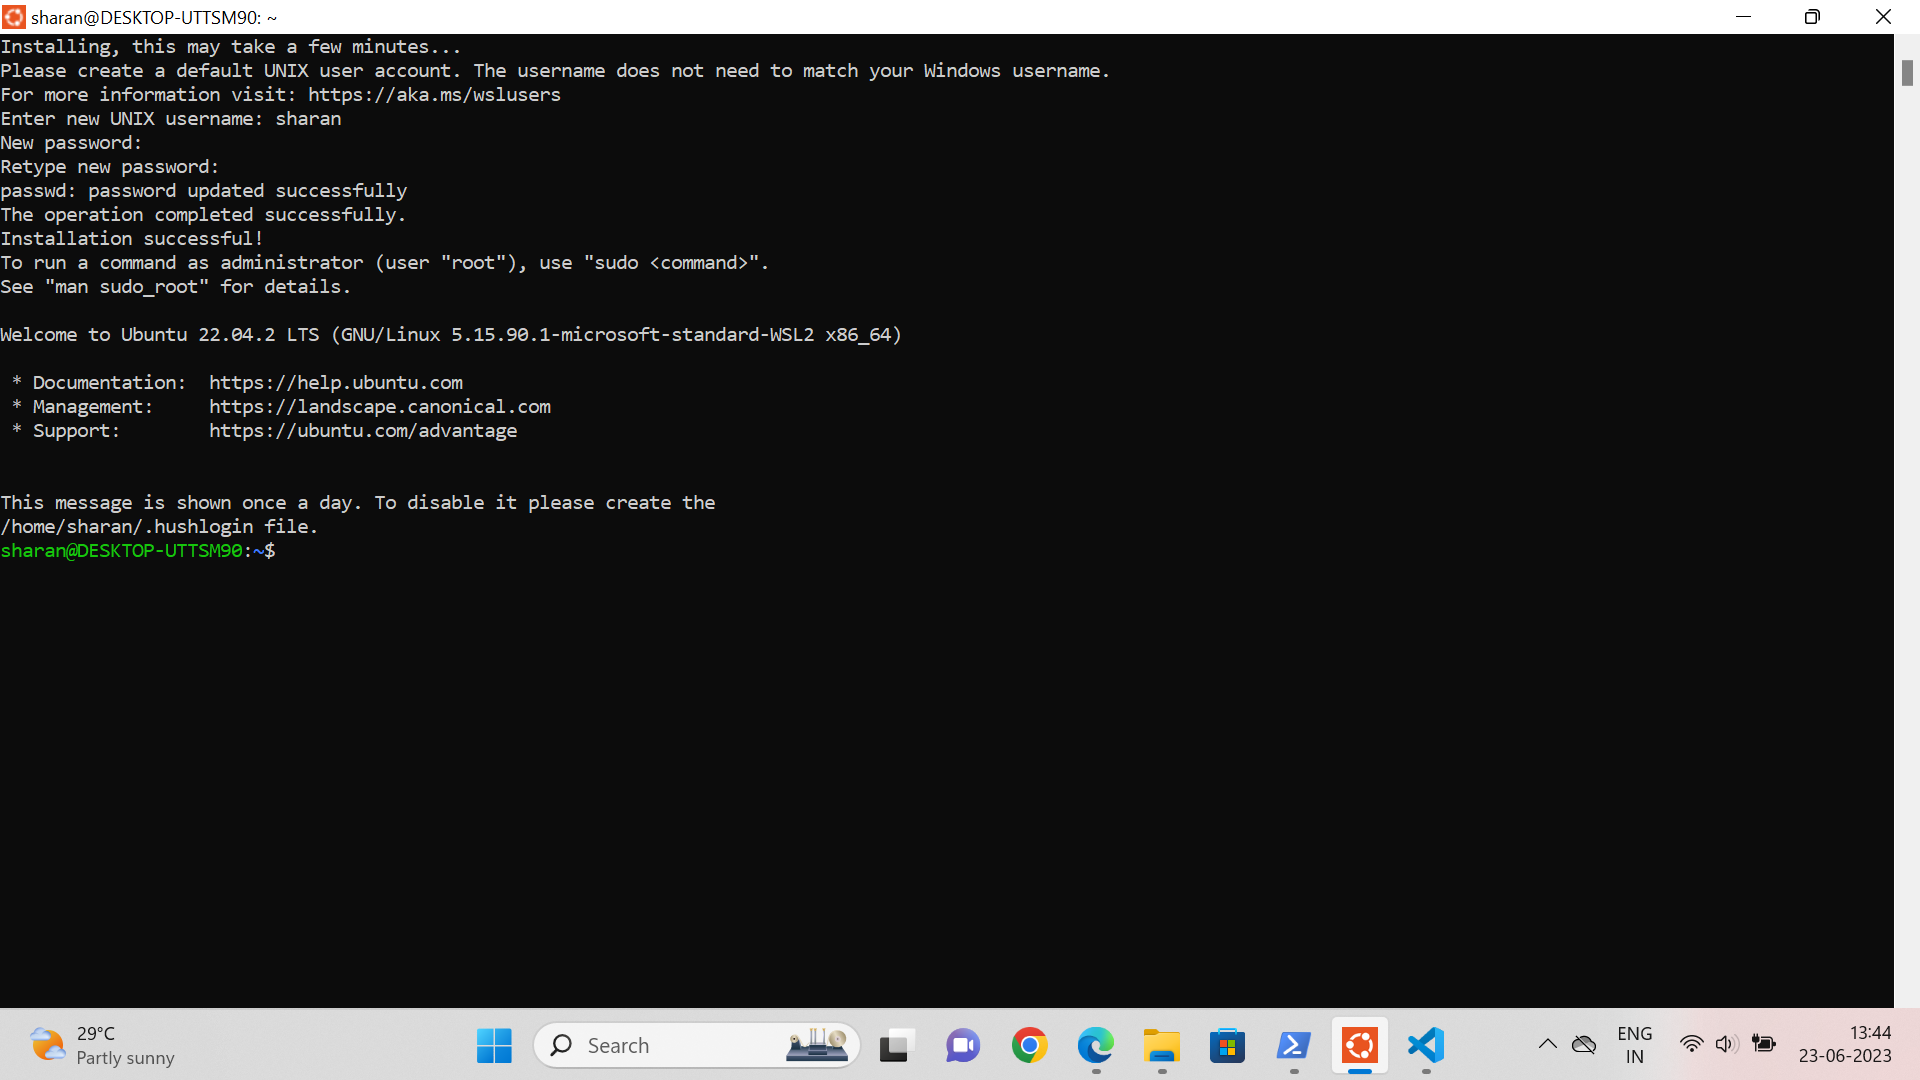 sharan@DESKTOP-UTTSM90: ~
Installing, this may take a few minutes...
Please create a default UNIX user account. The username does not need to match your Windows username.
For more information visit: https://aka.ms/wslusers
Enter new UNIX username: sharan
New password:
Retype new password:
passwd: password updated successfully
The operation completed successfully.
Installation successful!
To run a command as administrator (user "root"), use "sudo <command>".
See "man sudo_root" for details.
Welcome to Ubuntu 22.04.2 LTS (GNU/Linux 5.15.90.1-microsoft-standard-WSL2 x86_64)
* Documentation:  https://help.ubuntu.com
* Management:     https://landscape.canonical.com
* Support:        https://ubuntu.com/advantage
This message is shown once a day. To disable it please create the
/home/sharan/.hushlogin file.
sharan@DESKTOP-UTTSM90:~$
29°C
Partly sunny
Search
ENG
IN
13:44
23-06-2023